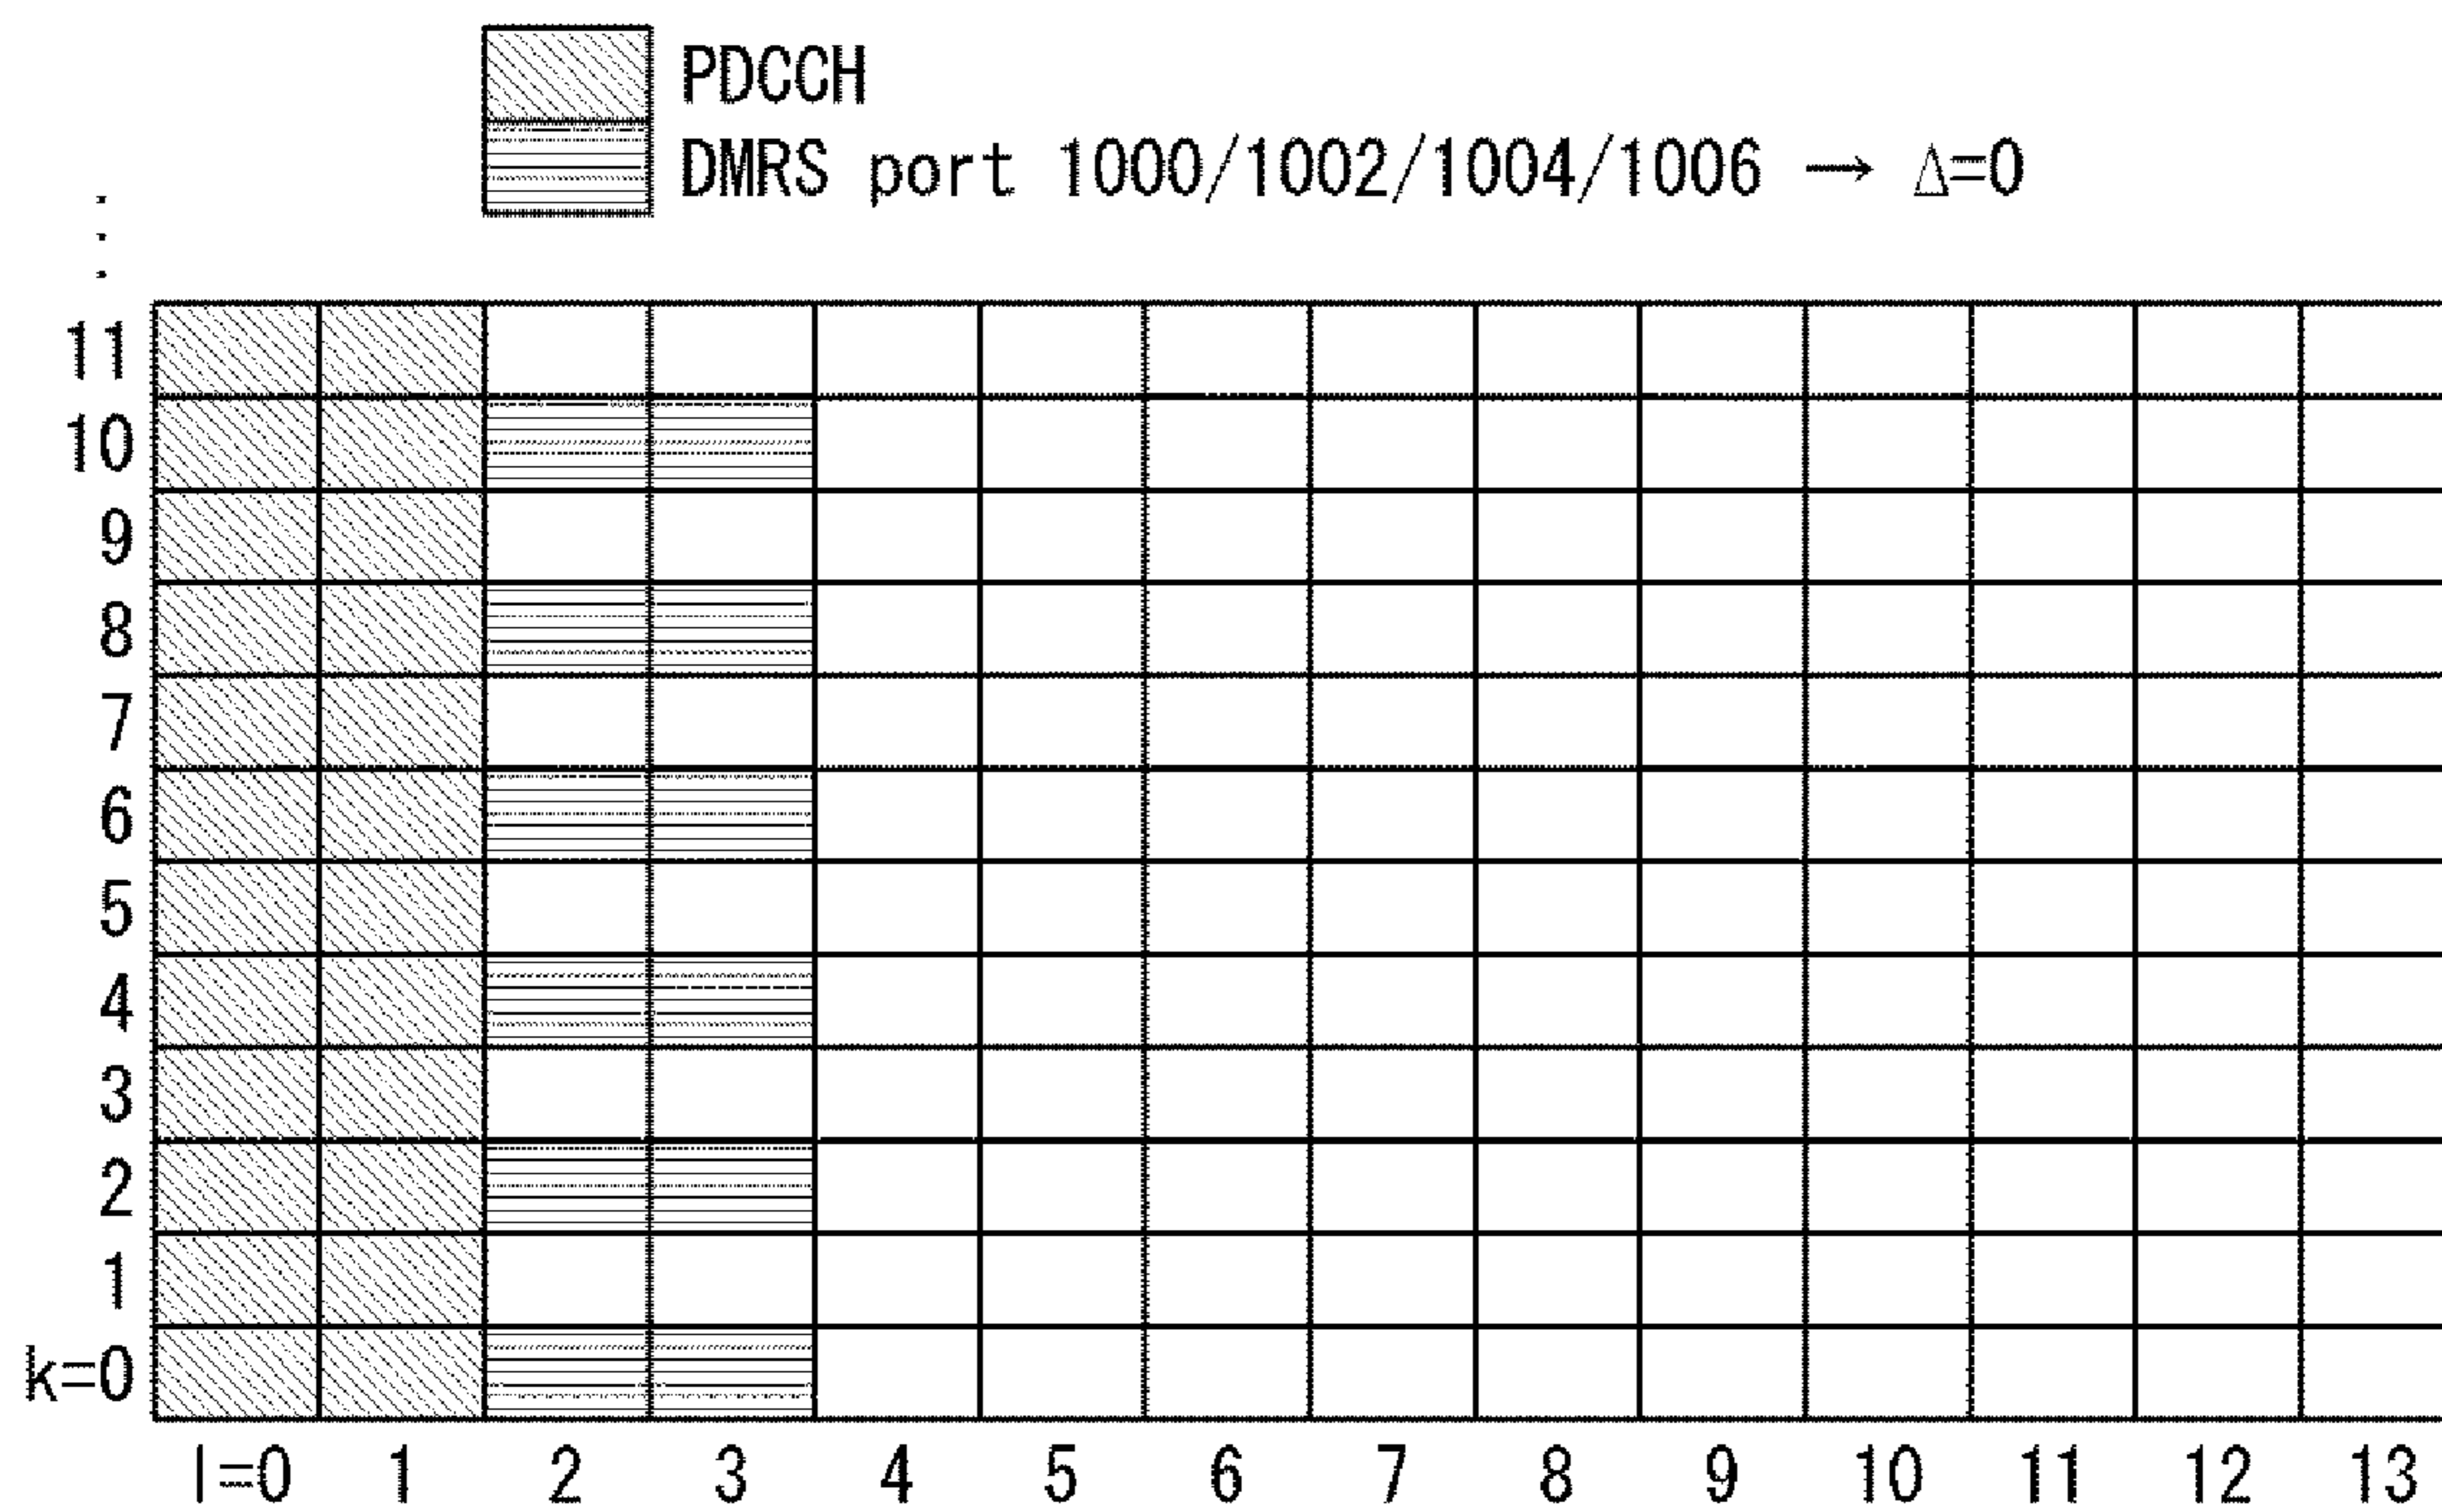 PDCCH
DMRS port 1000/1002/1004/1006 → Δ=0
11
10
9
8
7
6
5
4
3
2
1
k=0
l=0 1 2 3 4 5 6 7 8 9 10 11 12 13